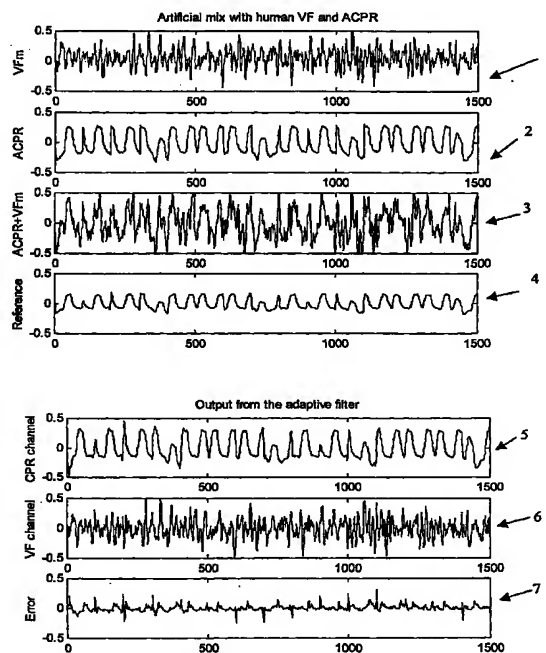 Artificial mix with human VF and ACPR
0.5
VFm
0
-0.5
0 500 1000 1500
0.5
ACPR
0
-0.5
2
0 500 1000 1500
0.5
ACPR+VFm
0
-0.5
3
0 500 1000 1500
0.5
Reference
0
-0.5
4
0 500 1000 1500
Output from the adaptive filter
0.5
CPR channel
0
-0.5
5
0 500 1000 1500
0.5
VF channel
0
-0.5
6
0 500 1000 1500
0.5
Error
0
-0.5
7
0 500 1000 1500